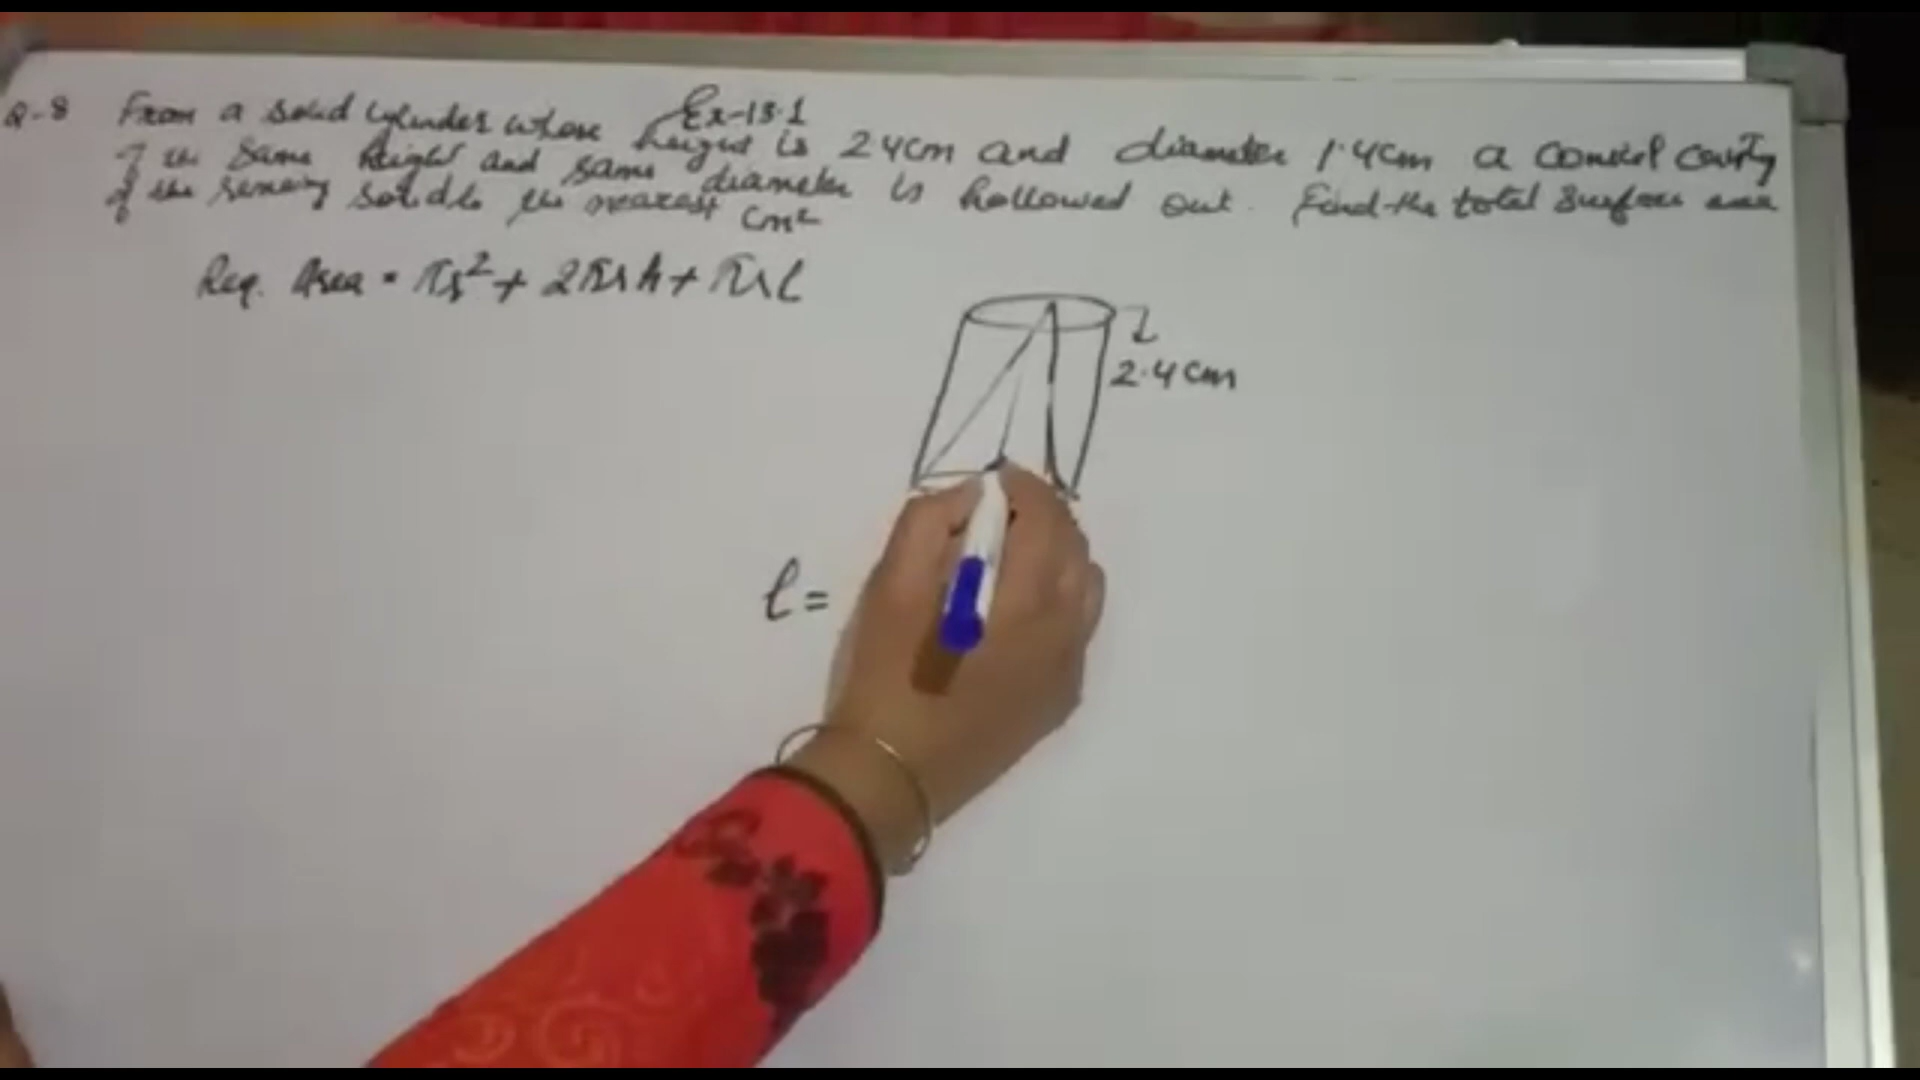 Ex-13.1
Q-8 From a solid cylinder whose height is 2.4cm and diameter 1.4cm a conical cavity
of the same height and same diameter is hollowed out. Find the total surface area
of the remaing solid to the nearest cm²
Req. Area = πr² + 2πrh + πrl
2.4cm
l =